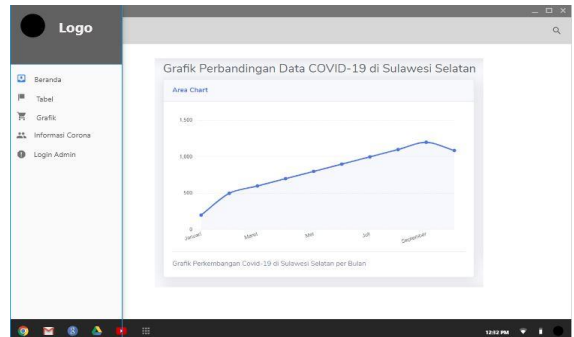 Logo
Beranda
Tabel
Grafik
Informasi Corona
Login Admin
Grafik Perbandingan Data COVID-19 di Sulawesi Selatan
Area Chart
1,500
1,000
500
0
Januari Maret Mei Juli September
Grafik Perkembangan Covid-19 di Sulawesi Selatan per Bulan
12:32 PM